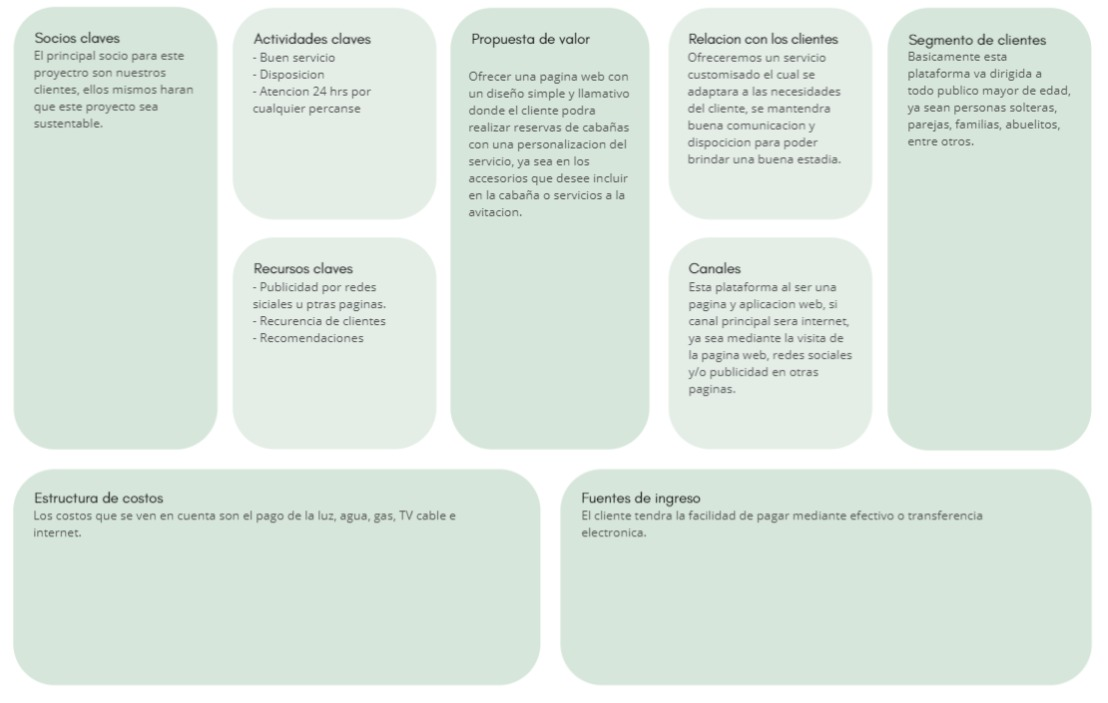 Socios claves
El principal socio para este
proyectro son nuestros
clientes, ellos mismos haran
que este proyecto sea
sustentable.
Actividades claves
- Buen servicio
- Disposicion
- Atencion 24 hrs por
cualquier percanse
Recursos claves
- Publicidad por redes
siciales u ptras paginas.
- Recurencia de clientes
- Recomendaciones
Propuesta de valor
Ofrecer una pagina web con
un diseño simple y llamativo
donde el cliente podra
realizar reservas de cabañas
con una personalizacion del
servicio, ya sea en los
accesorios que desee incluir
en la cabaña o servicios a la
avitacion.
Relacion con los clientes
Ofreceremos un servicio
customisado el cual se
adaptara a las necesidades
del cliente, se mantendra
buena comunicacion y
dispocicion para poder
brindar una buena estadia.
Canales
Esta plataforma al ser una
pagina y aplicacion web, si
canal principal sera internet,
ya sea mediante la visita de
la pagina web, redes sociales
y/o publicidad en otras
paginas.
Segmento de clientes
Basicamente esta
plataforma va dirigida a
todo publico mayor de edad,
ya sean personas solteras,
parejas, familias, abuelitos,
entre otros.
Estructura de costos
Los costos que se ven en cuenta son el pago de la luz, agua, gas, TV cable e
internet.
Fuentes de ingreso
El cliente tendra la facilidad de pagar mediante efectivo o transferencia
electronica.